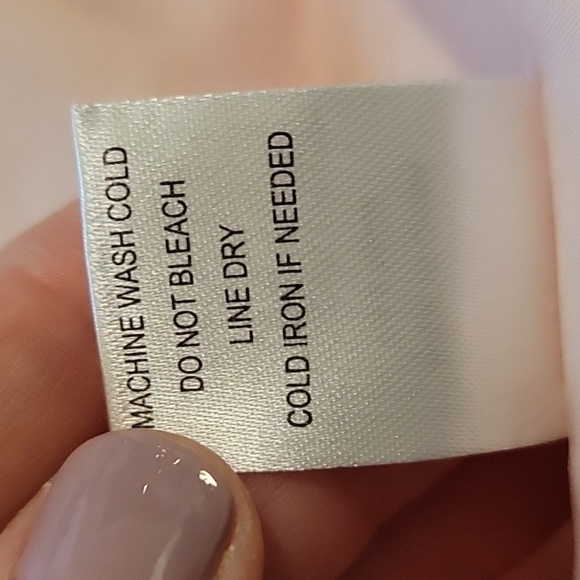 MACHINE WASH COLD
DO NOT BLEACH
LINE DRY
COLD IRON IF NEEDED